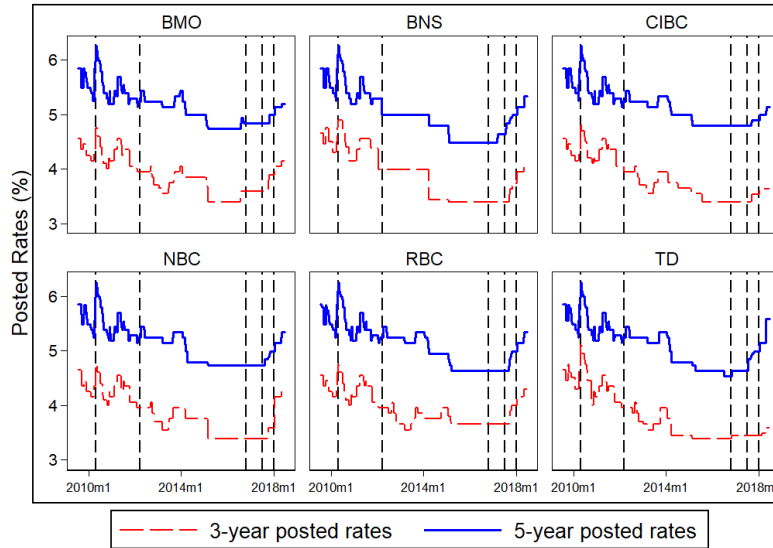 BMO BNS CIBC
6
5
4
3
NBC RBC TD
6
5
4
3
Posted Rates (%)
2010m1 2014m1 2018m1 2010m1 2014m1 2018m1 2010m1 2014m1 2018m1
3-year posted rates 5-year posted rates